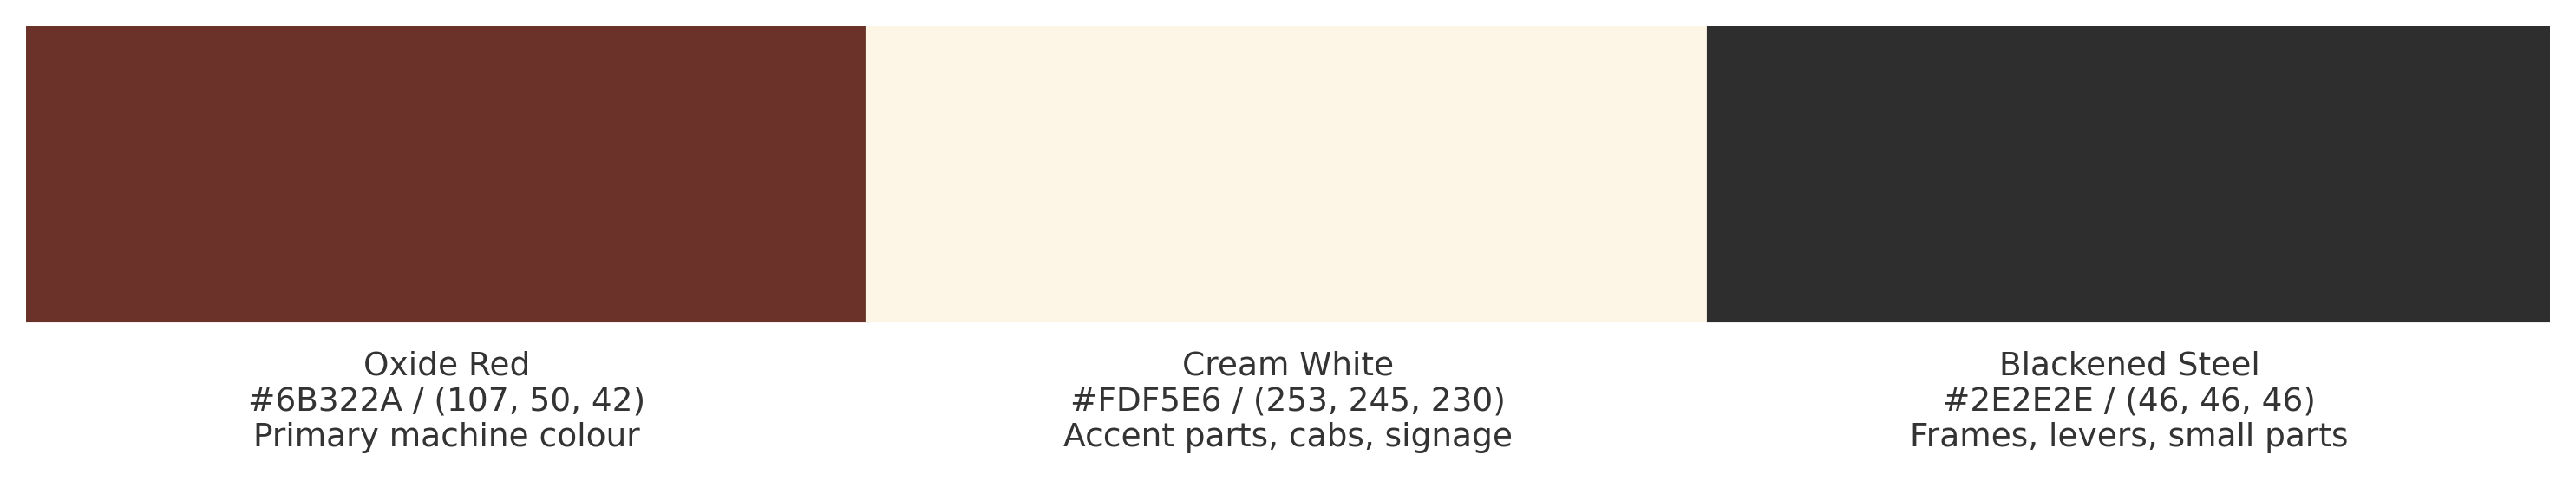 Oxide Red
#6B322A / (107, 50, 42)
Primary machine colour
Cream White
#FDF5E6 / (253, 245, 230)
Accent parts, cabs, signage
Blackened Steel
#2E2E2E / (46, 46, 46)
Frames, levers, small parts